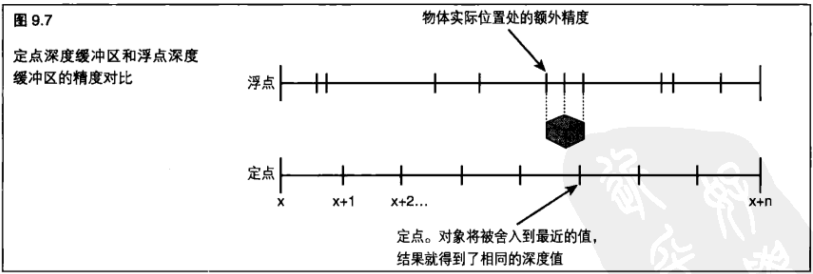 图 9.7
定点深度缓冲区和浮点深度
缓冲区的精度对比
物体实际位置处的额外精度
浮点
定点
x
x+1
x+2...
x+n
定点。对象将被舍入到最近的值，
结果就得到了相同的深度值